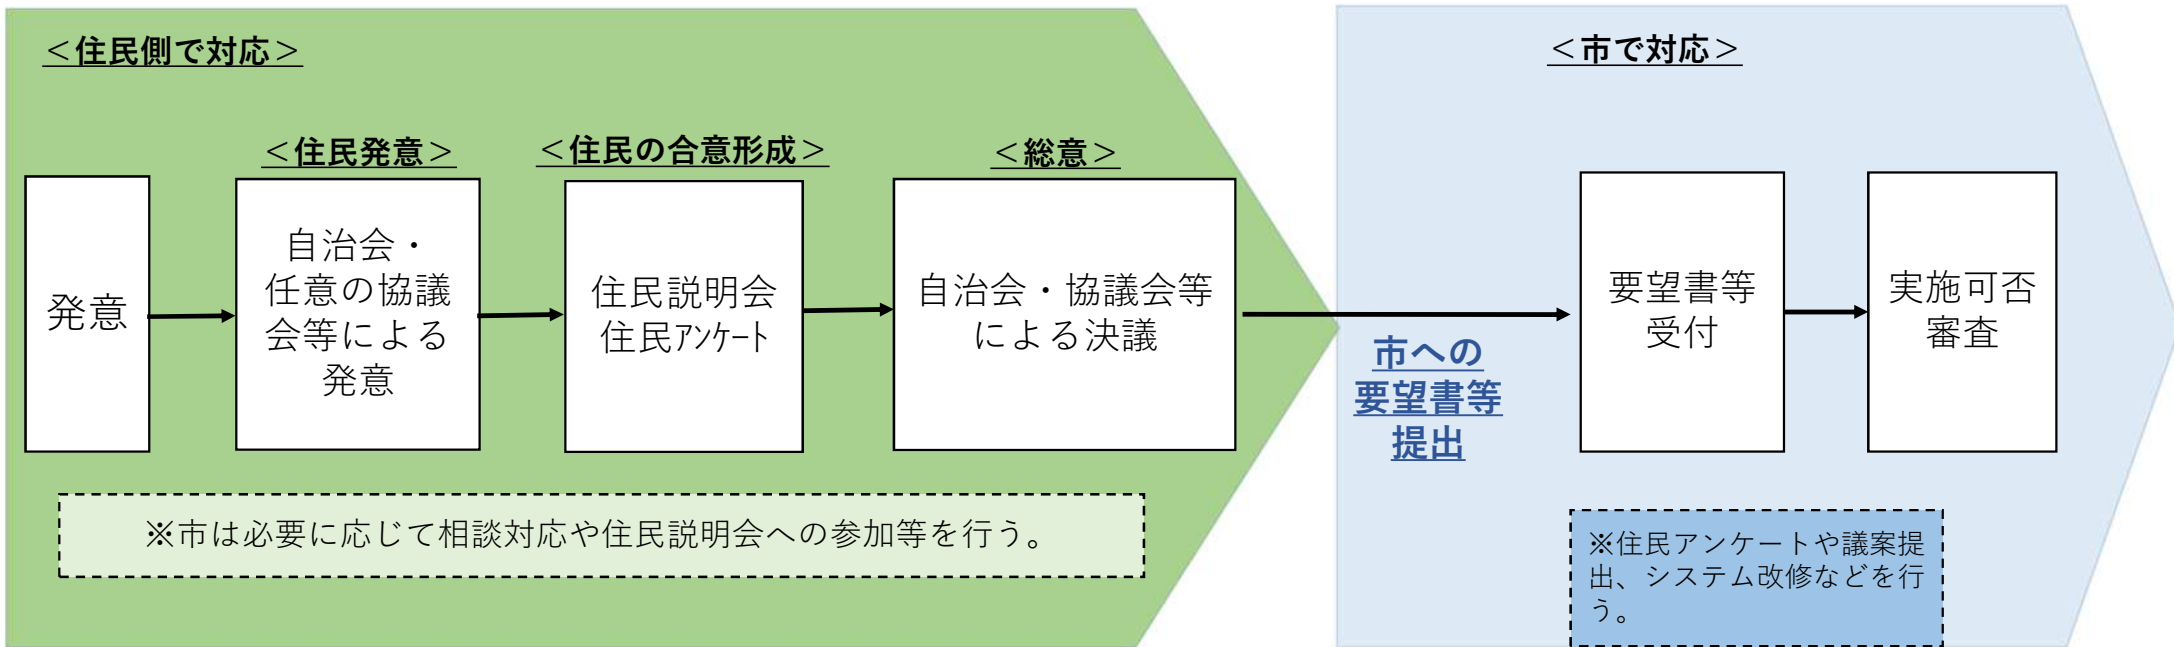 ＜住民側で対応＞
＜市で対応＞
＜住民発意＞
＜住民の合意形成＞
＜総意＞
発意
自治会・
任意の協議
会等による
発意
住民説明会
住民ｱﾝｹｰﾄ
自治会・協議会等
による決議
市への
要望書等
提出
要望書等
受付
実施可否
審査
※市は必要に応じて相談対応や住民説明会への参加等を行う。
※住民アンケートや議案提
出、システム改修などを行
う。